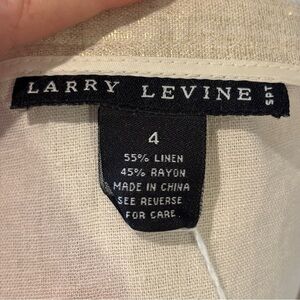 LARRY LEVINE SPT
4
55% LINEN
45% RAYON
MADE IN CHINA
SEE REVERSE
FOR CARE.